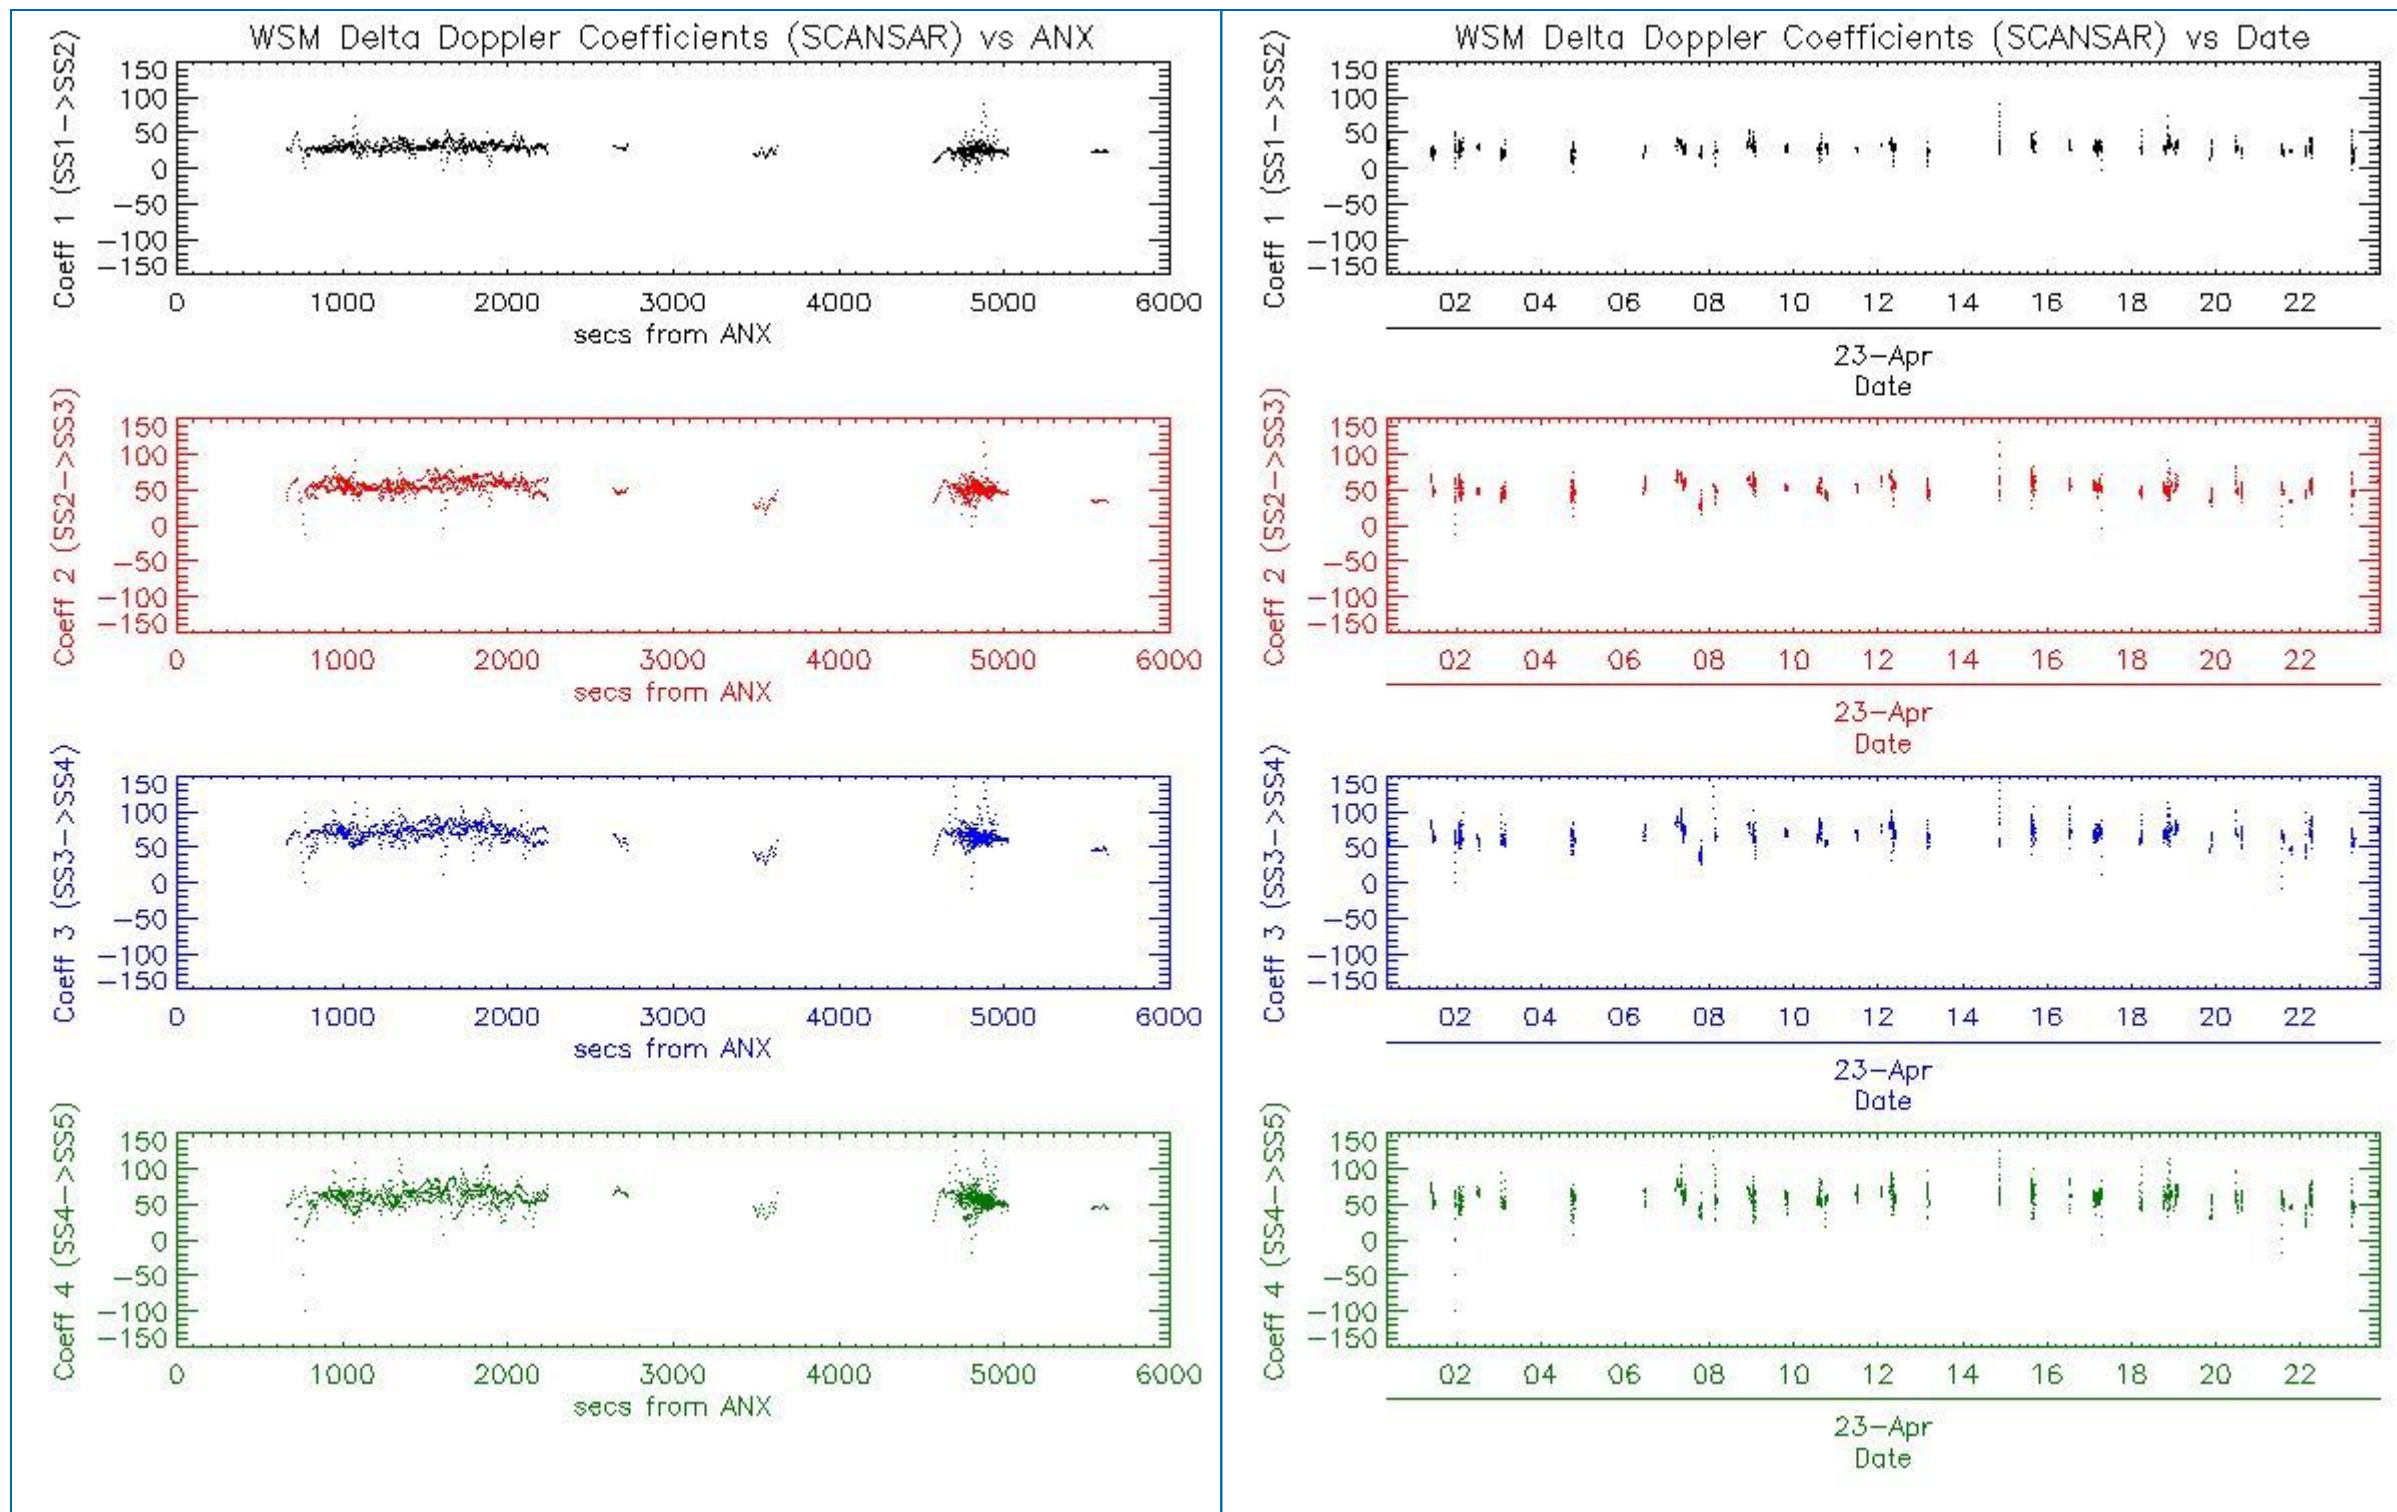 WSM Delta Doppler Coefficients (SCANSAR) vs ANX
Coeff 1 (SS1->SS2)
150
100
50
0
-50
-100
-150
0 1000 2000 3000 4000 5000 6000
secs from ANX
Coeff 2 (SS2->SS3)
150
100
50
0
-50
-100
-150
0 1000 2000 3000 4000 5000 6000
secs from ANX
Coeff 3 (SS3->SS4)
150
100
50
0
-50
-100
-150
0 1000 2000 3000 4000 5000 6000
secs from ANX
Coeff 4 (SS4->SS5)
150
100
50
0
-50
-100
-150
0 1000 2000 3000 4000 5000 6000
secs from ANX
WSM Delta Doppler Coefficients (SCANSAR) vs Date
Coeff 1 (SS1->SS2)
150
100
50
0
-50
-100
-150
02 04 06 08 10 12 14 16 18 20 22
23-Apr
Date
Coeff 2 (SS2->SS3)
150
100
50
0
-50
-100
-150
02 04 06 08 10 12 14 16 18 20 22
23-Apr
Date
Coeff 3 (SS3->SS4)
150
100
50
0
-50
-100
-150
02 04 06 08 10 12 14 16 18 20 22
23-Apr
Date
Coeff 4 (SS4->SS5)
150
100
50
0
-50
-100
-150
02 04 06 08 10 12 14 16 18 20 22
23-Apr
Date